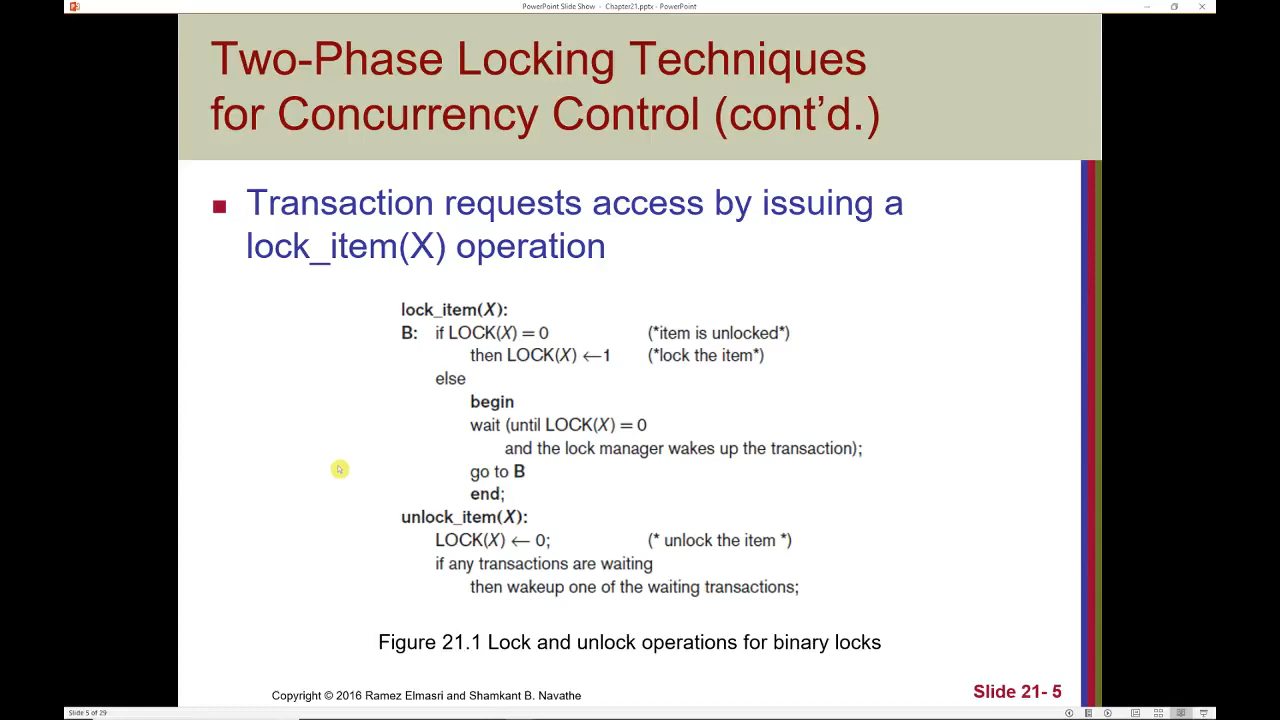 PowerPoint Slide Show - Chapter21.pptx - PowerPoint
Two-Phase Locking Techniques
for Concurrency Control (cont’d.)
Transaction requests access by issuing a
lock_item(X) operation
lock_item(X):
B: if LOCK(X) = 0 (*item is unlocked*)
then LOCK(X) ←1 (*lock the item*)
else
begin
wait (until LOCK(X) = 0
and the lock manager wakes up the transaction);
go to B
end;
unlock_item(X):
LOCK(X) ← 0; (* unlock the item *)
if any transactions are waiting
then wakeup one of the waiting transactions;
Figure 21.1 Lock and unlock operations for binary locks
Copyright © 2016 Ramez Elmasri and Shamkant B. Navathe
Slide 21- 5
Slide 5 of 29